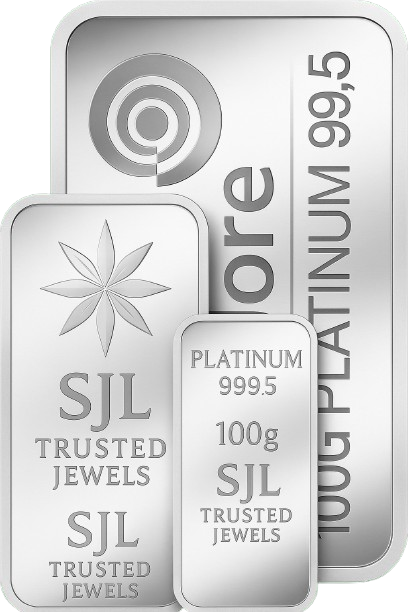 ore
100G PLATINUM 99,5
SJL
TRUSTED
JEWELS
SJL
TRUSTED
JEWELS
PLATINUM
999.5
100g
SJL
TRUSTED
JEWELS